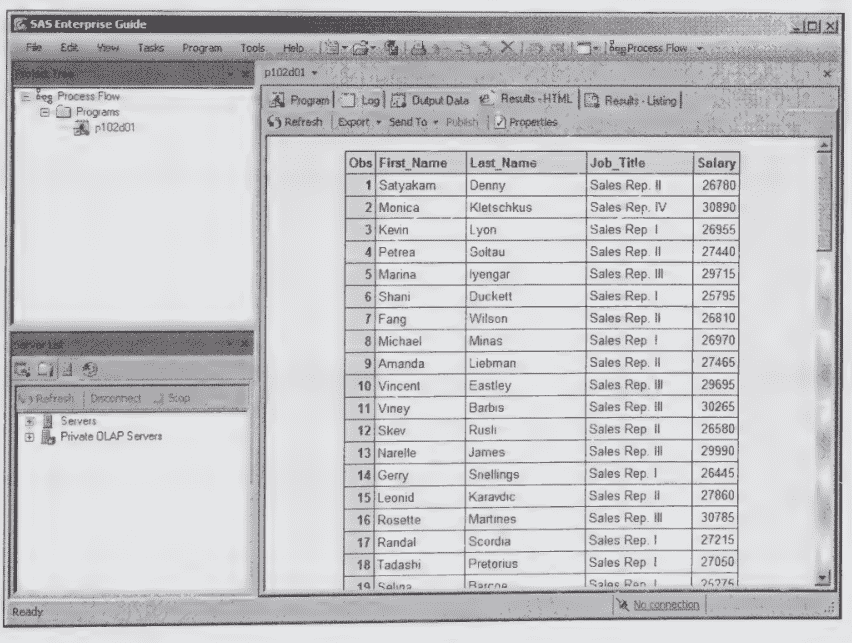 SAS Enterprise Guide
File Edit View Tasks Program Tools Help Process Flow
Project Tree
p102d01
Process Flow
Programs
p102d01
Program Log Output Data Results - HTML Results - Listing
Refresh Export Send To Publish Properties
Obs First_Name Last_Name Job_Title Salary
1 Satyakam Denny Sales Rep. II 26780
2 Monica Kletschkus Sales Rep. IV 30890
3 Kevin Lyon Sales Rep. I 26955
4 Petrea Soltau Sales Rep. II 27440
5 Marina Iyengar Sales Rep. III 29715
6 Shani Duckett Sales Rep. I 25795
7 Fang Wilson Sales Rep. II 26810
8 Michael Minas Sales Rep. I 26970
9 Amanda Liebman Sales Rep. II 27465
10 Vincent Eastley Sales Rep. III 29695
11 Viney Barbis Sales Rep. III 30265
12 Skev Rusli Sales Rep. II 26580
13 Narelle James Sales Rep. III 29990
14 Gerry Snellings Sales Rep. I 26445
15 Leonid Karavdic Sales Rep. II 27860
16 Rosette Martines Sales Rep. III 30785
17 Randal Scordia Sales Rep. I 27215
18 Tadashi Pretorius Sales Rep. I 27050
19 Selina Barcoe Sales Rep. I 25275
Server List
Refresh Disconnect Stop
Servers
Private OLAP Servers
Ready
No connection